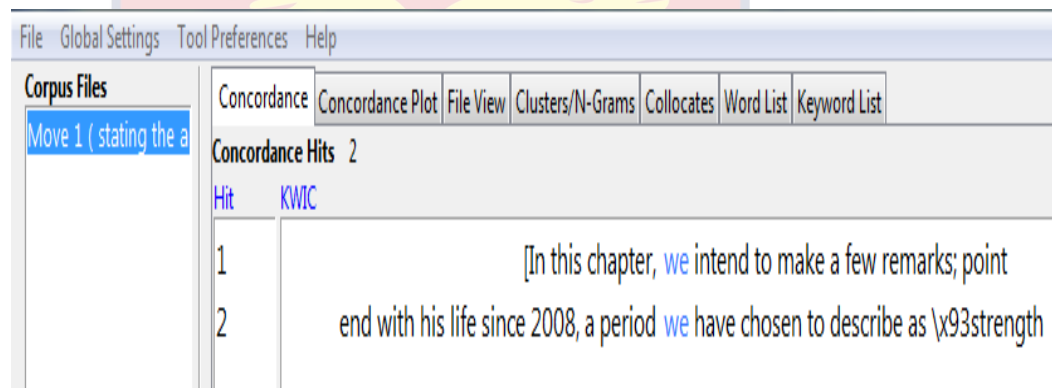 File Global Settings Tool Preferences Help
Corpus Files
Move 1 ( stating the a
Concordance Concordance Plot File View Clusters/N-Grams Collocates Word List Keyword List
Concordance Hits 2
Hit KWIC
1 [In this chapter, we intend to make a few remarks; point
2 end with his life since 2008, a period we have chosen to describe as \x93strength